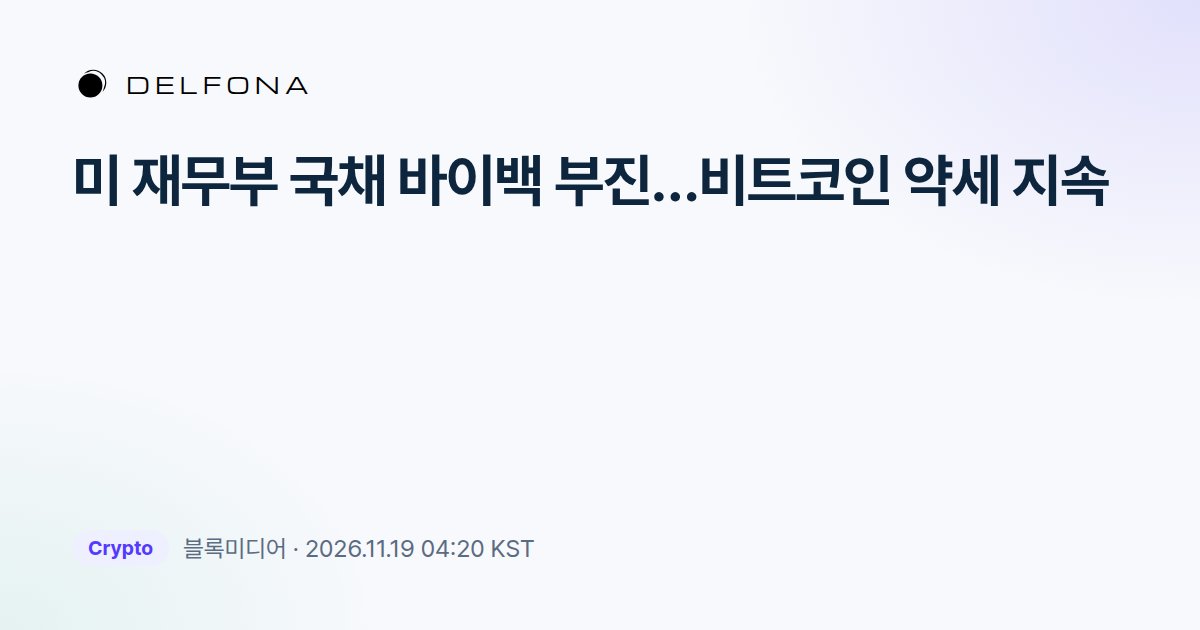 DELFONA
미 재무부 국채 바이백 부진…비트코인 약세 지속
Crypto 블록미디어 · 2026.11.19 04:20 KST